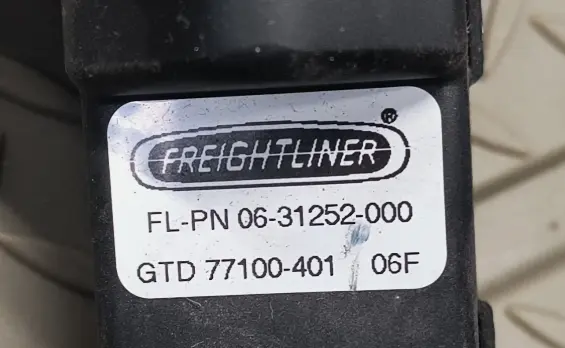 FREIGHTLINER®
FL-PN 06-31252-000
GTD 77100-401 06F